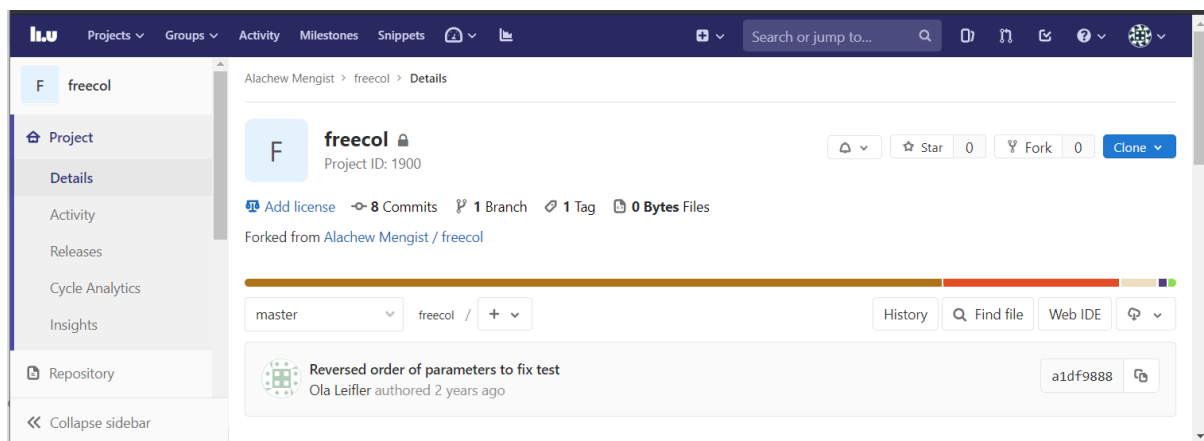 li.u Projects Groups Activity Milestones Snippets Search or jump to...
F freecol
Project
Details
Activity
Releases
Cycle Analytics
Insights
Repository
Collapse sidebar
Alachew Mengist > freecol > Details
F
freecol
Project ID: 1900
Star 0 Fork 0 Clone
Add license 8 Commits 1 Branch 1 Tag 0 Bytes Files
Forked from Alachew Mengist / freecol
master freecol / + History Find file Web IDE
Reversed order of parameters to fix test
Ola Leifler authored 2 years ago
a1df9888